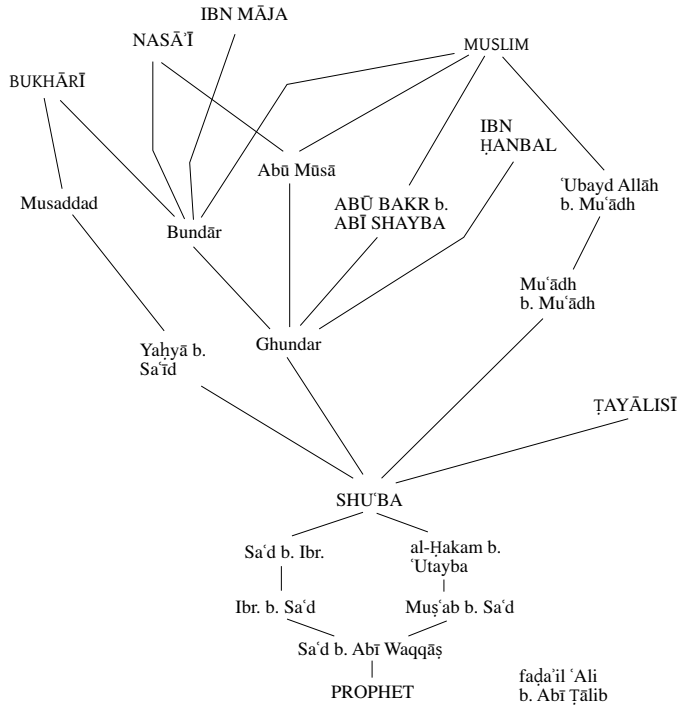 IBN MĀJA
NASĀʾĪ
MUSLIM
BUKHĀRĪ
IBN
ḤANBAL
Abū Mūsā
ʿUbayd Allāh
b. Muʿādh
Musaddad
ABŪ BAKR b.
ABĪ SHAYBA
Bundār
Muʿādh
b. Muʿādh
Yaḥyā b.
Saʿīd
Ghundar
ṬAYĀLISĪ
SHUʿBA
Saʿd b. Ibr.
al-Ḥakam b.
ʿUtayba
Ibr. b. Saʿd
Muṣʿab b. Saʿd
Saʿd b. Abī Waqqāṣ
PROPHET
faḍaʾil ʿAli
b. Abī Ṭālib